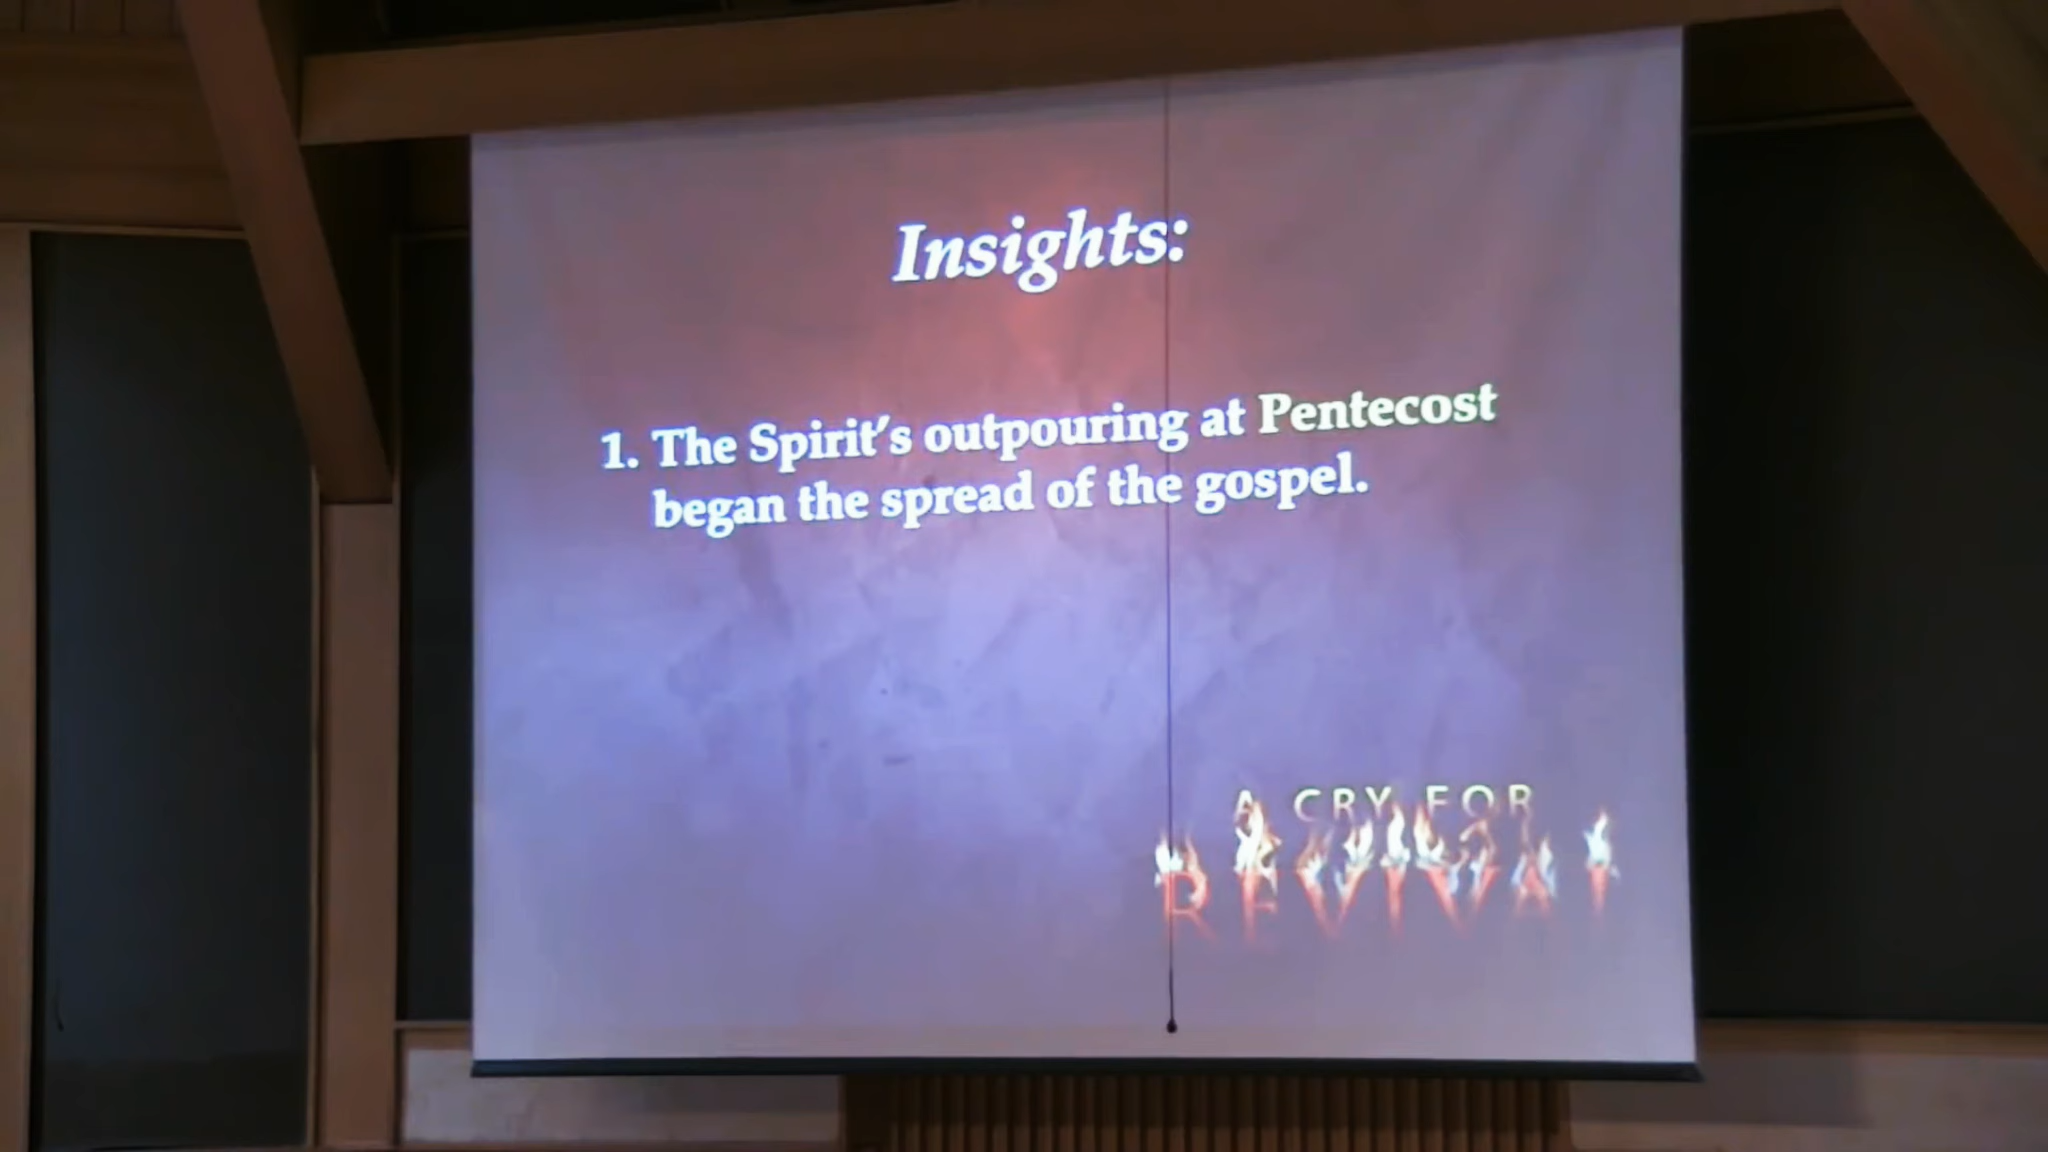 Insights:
1. The Spirit's outpouring at Pentecost
began the spread of the gospel.
A CRY FOR
REVIVAL